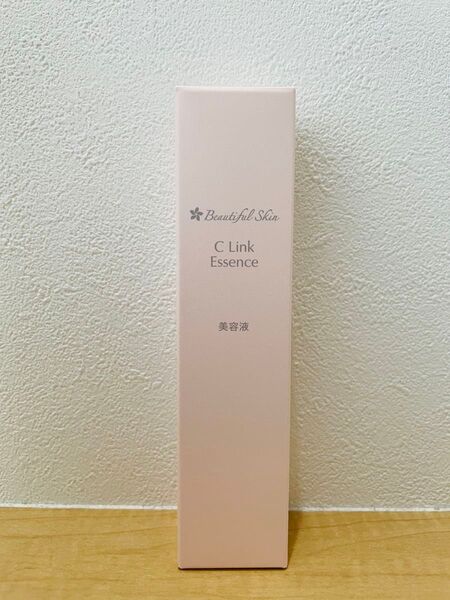 Beautiful Skin
C Link
Essence
美容液